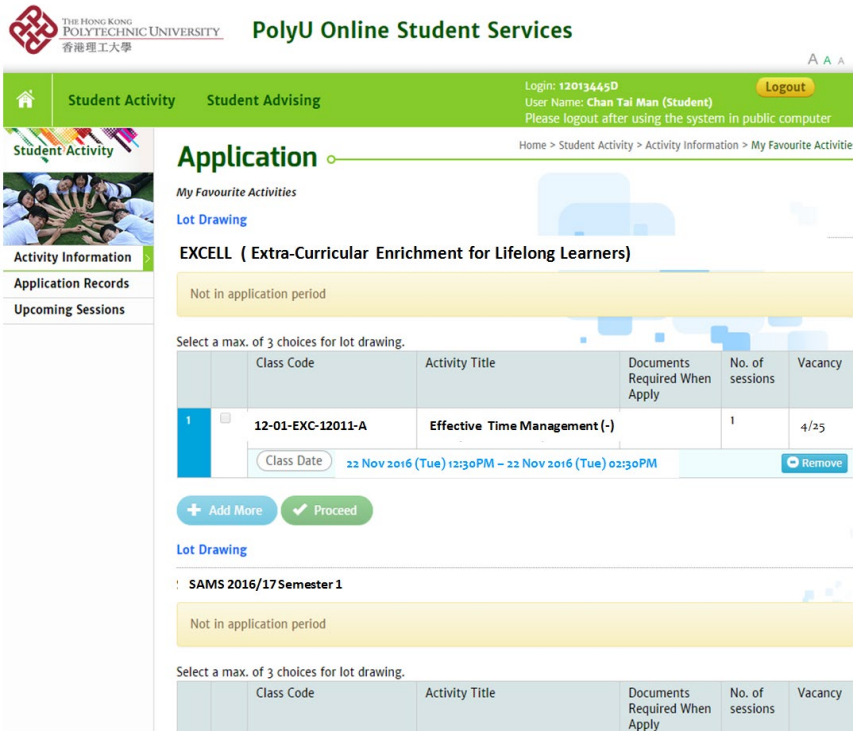 THE HONG KONG
POLYTECHNIC UNIVERSITY
香港理工大學
PolyU Online Student Services
A A A
Student Activity
Student Advising
Login: 12013445D
User Name: Chan Tai Man (Student)
Please logout after using the system in public computer
Logout
Student Activity
Activity Information
Application Records
Upcoming Sessions
Home > Student Activity > Activity Information > My Favourite Activitie
Application
My Favourite Activities
Lot Drawing
EXCELL ( Extra-Curricular Enrichment for Lifelong Learners)
Not in application period
Select a max. of 3 choices for lot drawing.
Class Code
Activity Title
Documents
Required When
Apply
No. of
sessions
Vacancy
1
12-01-EXC-12011-A
Effective Time Management (-)
1
4/25
Class Date
22 Nov 2016 (Tue) 12:30PM – 22 Nov 2016 (Tue) 02:30PM
Remove
Add More
Proceed
Lot Drawing
SAMS 2016/17 Semester 1
Not in application period
Select a max. of 3 choices for lot drawing.
Class Code
Activity Title
Documents
Required When
Apply
No. of
sessions
Vacancy